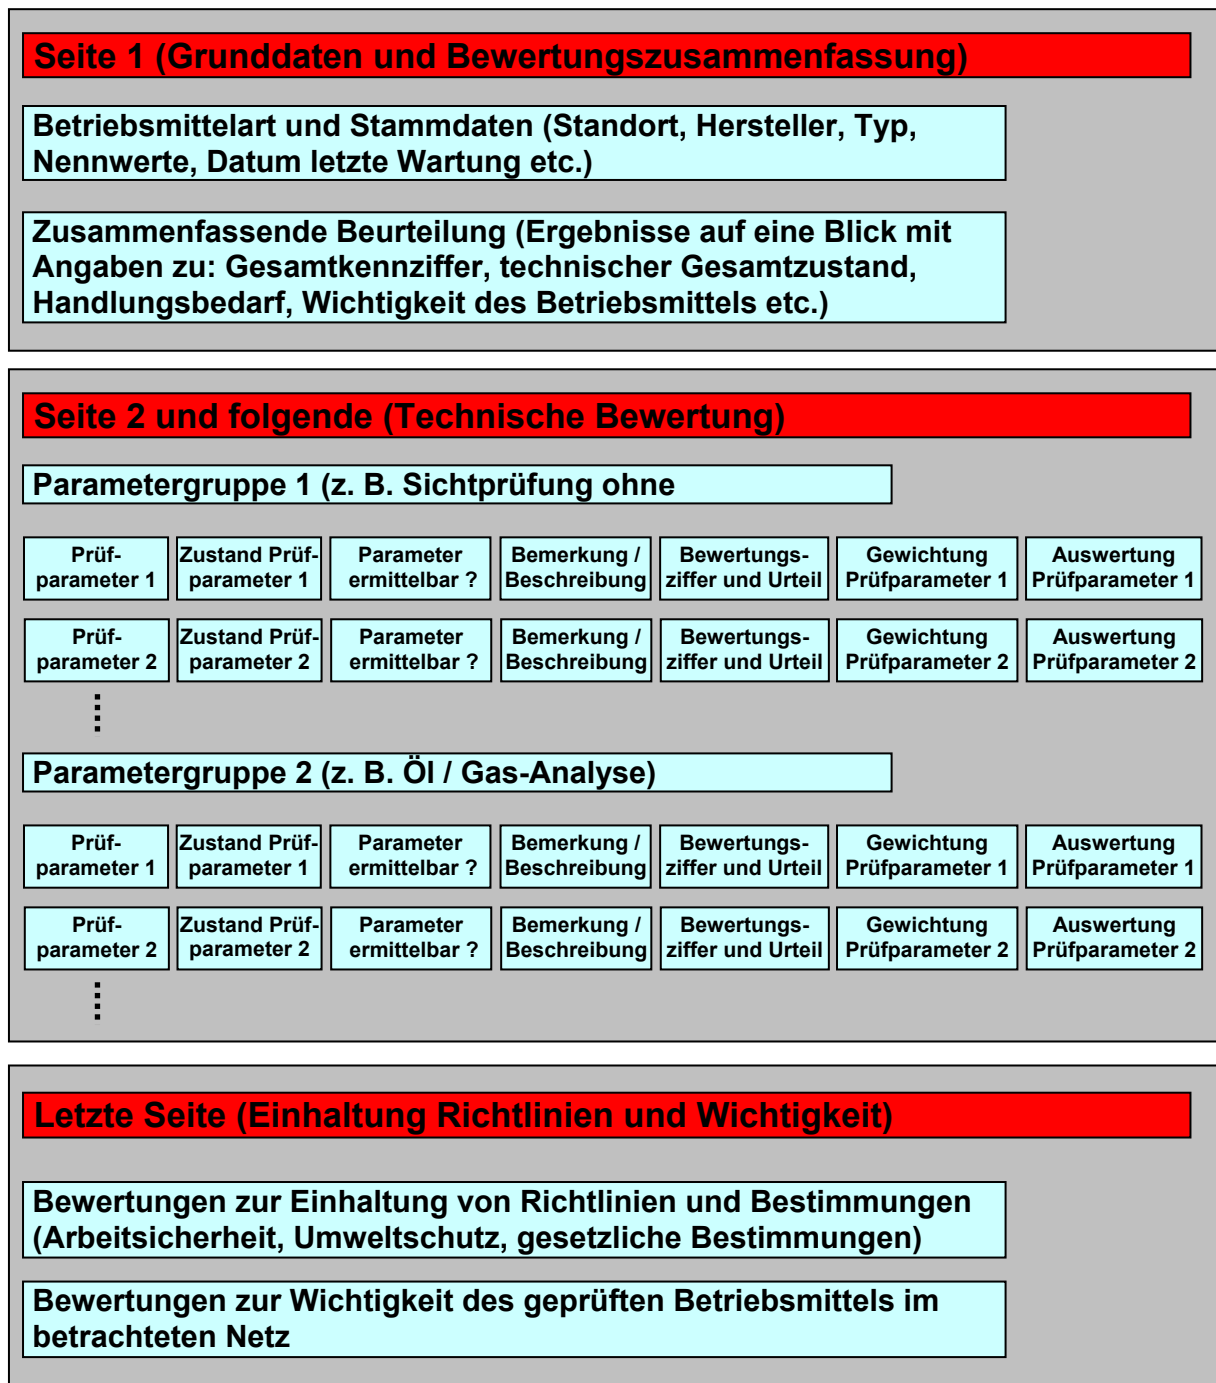 Seite 1 (Grunddaten und Bewertungszusammenfassung)
Betriebsmittelart und Stammdaten (Standort, Hersteller, Typ,
Nennwerte, Datum letzte Wartung etc.)
Zusammenfassende Beurteilung (Ergebnisse auf eine Blick mit
Angaben zu: Gesamtkennziffer, technischer Gesamtzustand,
Handlungsbedarf, Wichtigkeit des Betriebsmittels etc.)
Seite 2 und folgende (Technische Bewertung)
Parametergruppe 1 (z. B. Sichtprüfung ohne
Prüf-
parameter 1
Zustand Prüf-
parameter 1
Parameter
ermittelbar ?
Bemerkung /
Beschreibung
Bewertungs-
ziffer und Urteil
Gewichtung
Prüfparameter 1
Auswertung
Prüfparameter 1
Prüf-
parameter 2
Zustand Prüf-
parameter 2
Parameter
ermittelbar ?
Bemerkung /
Beschreibung
Bewertungs-
ziffer und Urteil
Gewichtung
Prüfparameter 2
Auswertung
Prüfparameter 2
Parametergruppe 2 (z. B. Öl / Gas-Analyse)
Prüf-
parameter 1
Zustand Prüf-
parameter 1
Parameter
ermittelbar ?
Bemerkung /
Beschreibung
Bewertungs-
ziffer und Urteil
Gewichtung
Prüfparameter 1
Auswertung
Prüfparameter 1
Prüf-
parameter 2
Zustand Prüf-
parameter 2
Parameter
ermittelbar ?
Bemerkung /
Beschreibung
Bewertungs-
ziffer und Urteil
Gewichtung
Prüfparameter 2
Auswertung
Prüfparameter 2
Letzte Seite (Einhaltung Richtlinien und Wichtigkeit)
Bewertungen zur Einhaltung von Richtlinien und Bestimmungen
(Arbeitsicherheit, Umweltschutz, gesetzliche Bestimmungen)
Bewertungen zur Wichtigkeit des geprüften Betriebsmittels im
betrachteten Netz